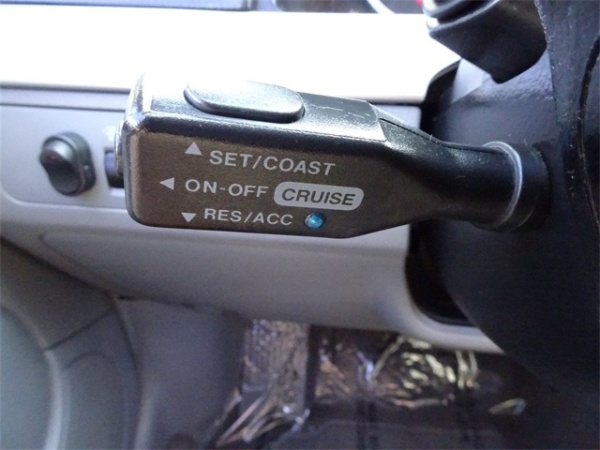 ▲ SET/COAST
◀ ON-OFF CRUISE
▼ RES/ACC